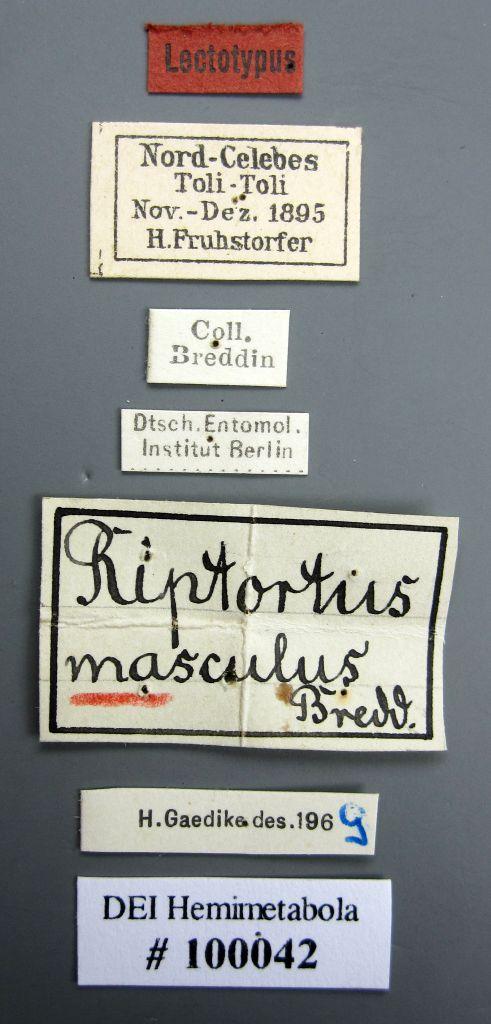 Lectotypus
Nord-Celebes
Toli-Toli
Nov.-Dez. 1895
H.Fruhstorfer
Coll.
Breddin
Dtsch.Entomol.
Institut Berlin
Riptortus
masculus
Bredd.
H.Gaedike des.1969
DEI Hemimetabola
# 100042